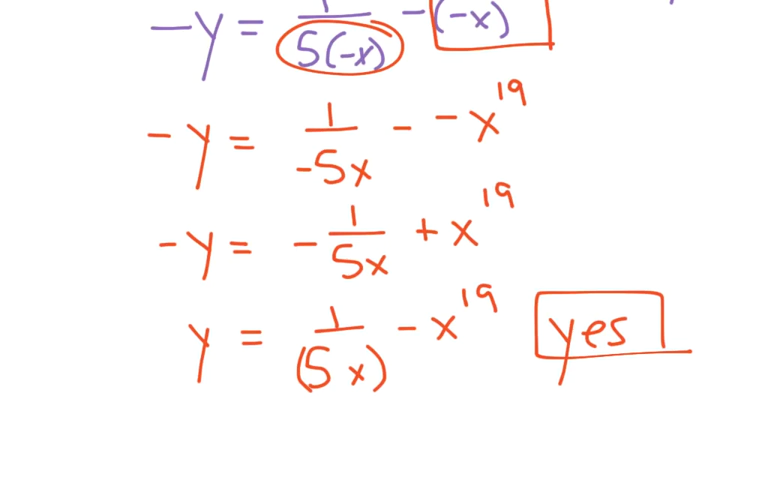 -y = 1/5(-x) - (-x)
-y = 1/-5x - -x^19
-y = -1/5x + x^19
y = 1/(5x) - x^19 yes